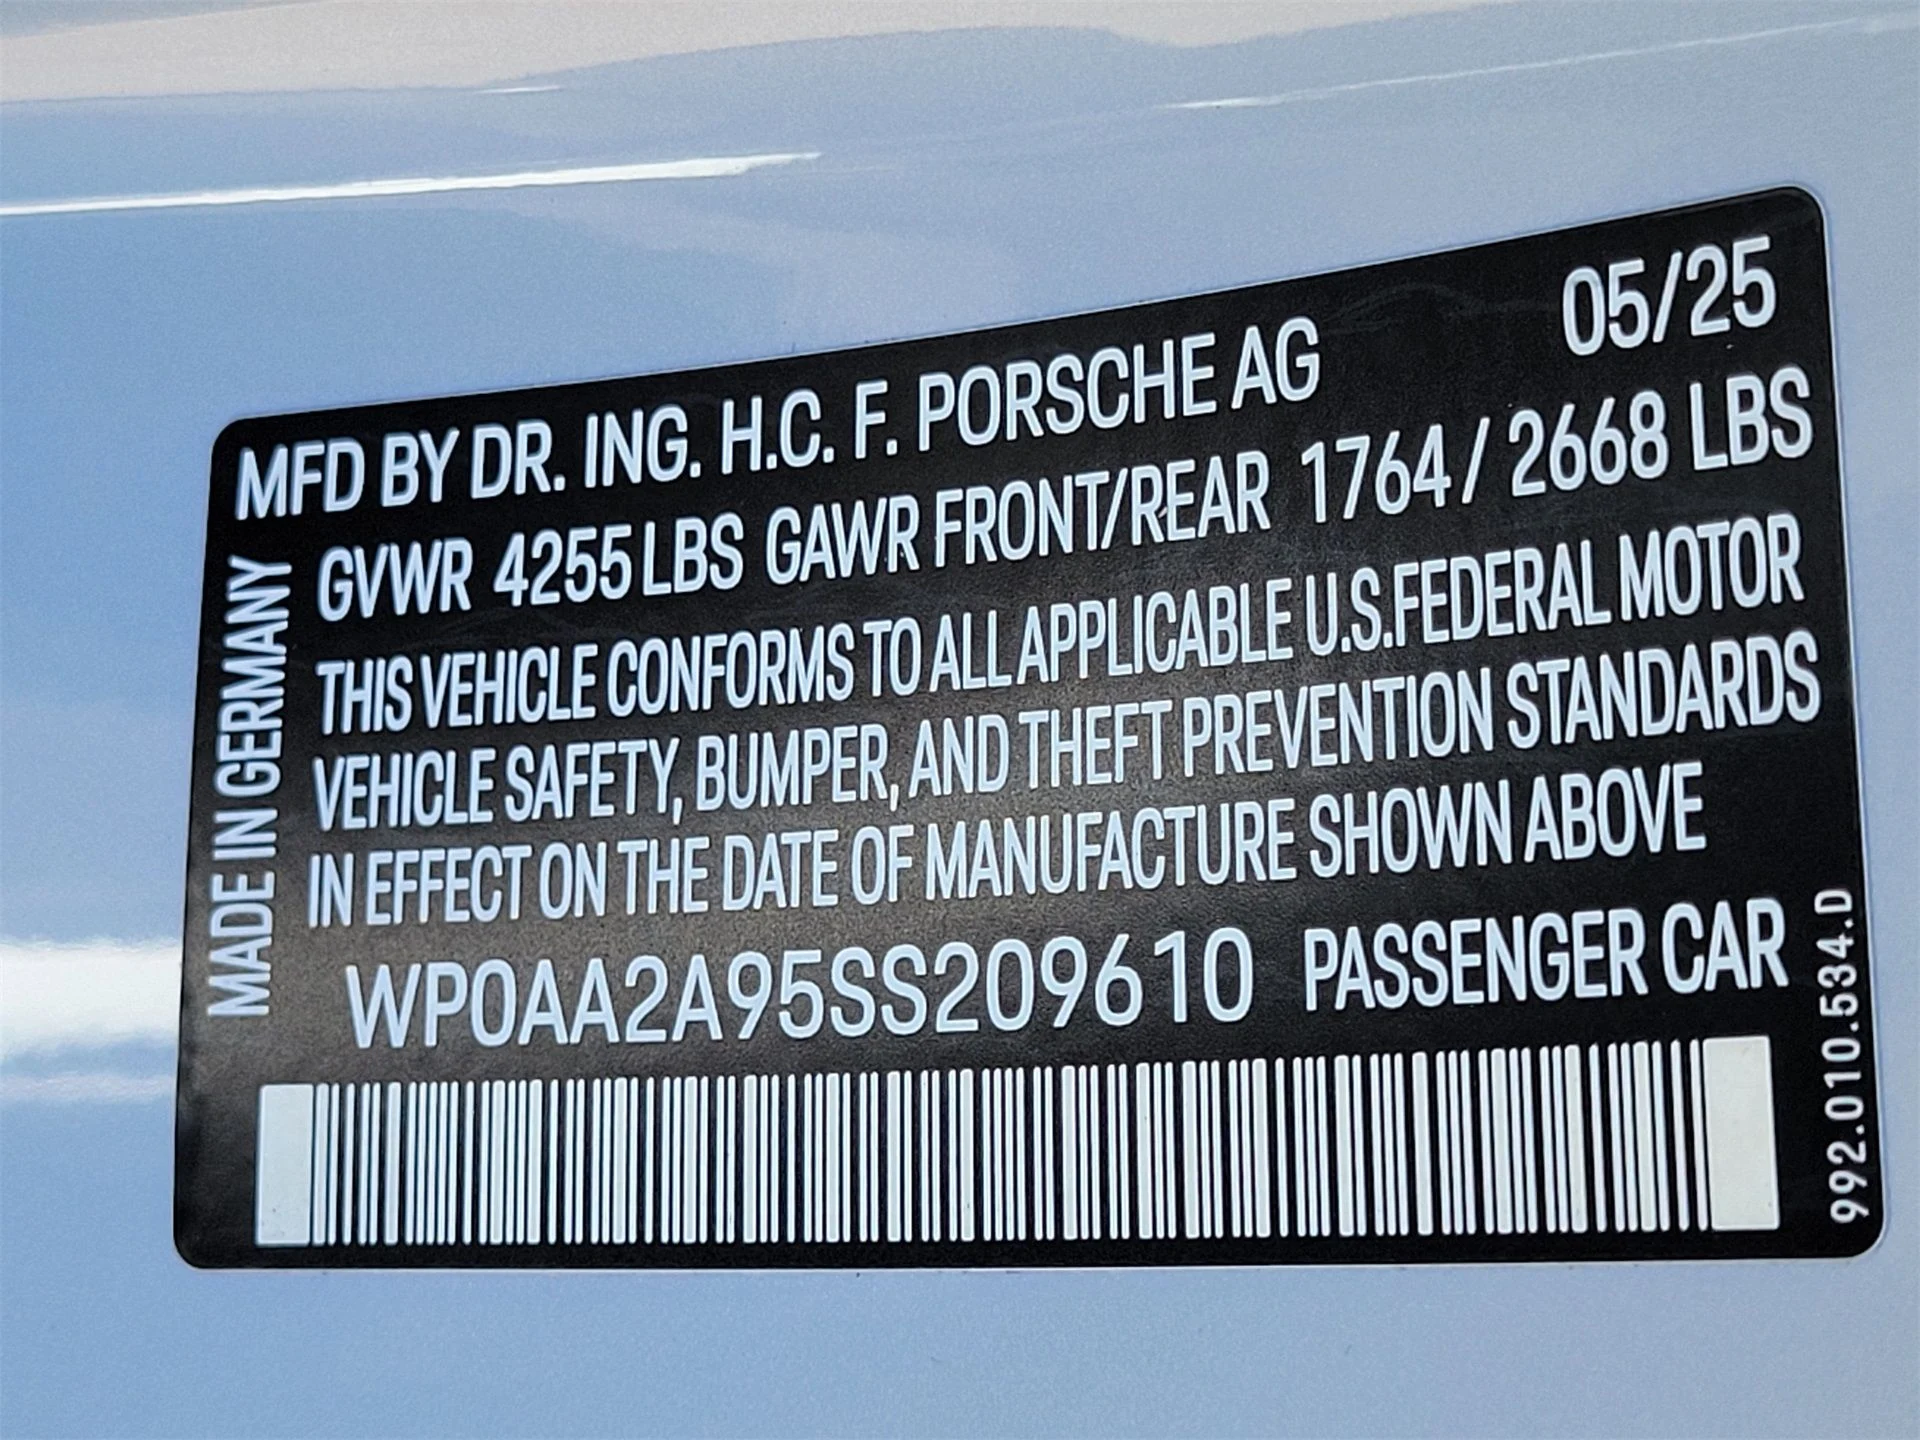 MFD BY DR. ING. H.C. F. PORSCHE AG 05/25
GVWR 4255 LBS GAWR FRONT/REAR 1764 / 2668 LBS
THIS VEHICLE CONFORMS TO ALL APPLICABLE U.S.FEDERAL MOTOR
VEHICLE SAFETY, BUMPER, AND THEFT PREVENTION STANDARDS
IN EFFECT ON THE DATE OF MANUFACTURE SHOWN ABOVE
WP0AA2A95SS209610 PASSENGER CAR
MADE IN GERMANY
992.010.534.D